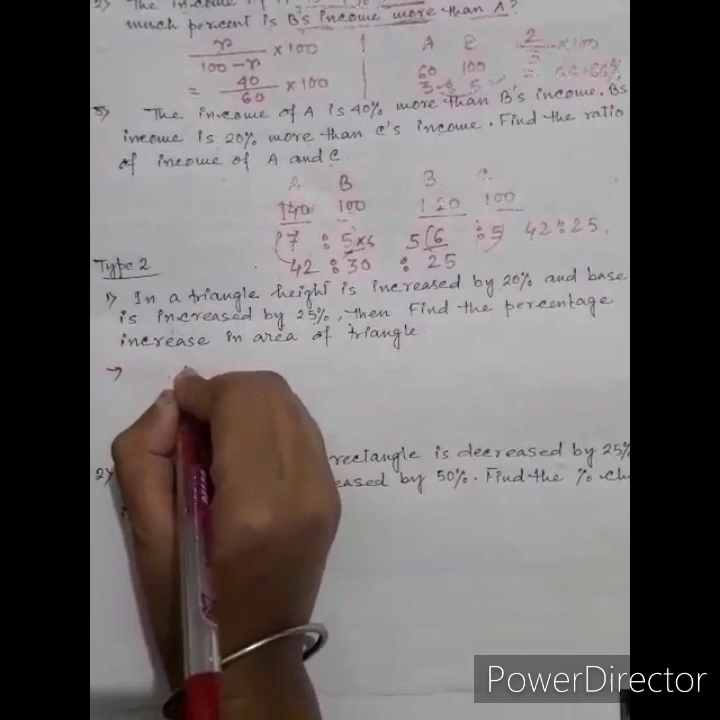 much percent is B's income more than A?
r / 100 - r × 100 A B 2 × 100
60 100
= 40 / 60 × 100 3 : 5
5) The income of A is 40% more than B's income. B's
income is 20% more than C's income. Find the ratio
of income of A and C.
A B B
140 100 120 100
7 : 5×6 5 6 : 5 42 : 25.
42 : 30 : 25
Type 2
1) In a triangle height is increased by 20% and base
is increased by 25%, then Find the percentage
increase in area of triangle.
→
2) rectangle is decreased by 25%
by 50%. Find the %
PowerDirector